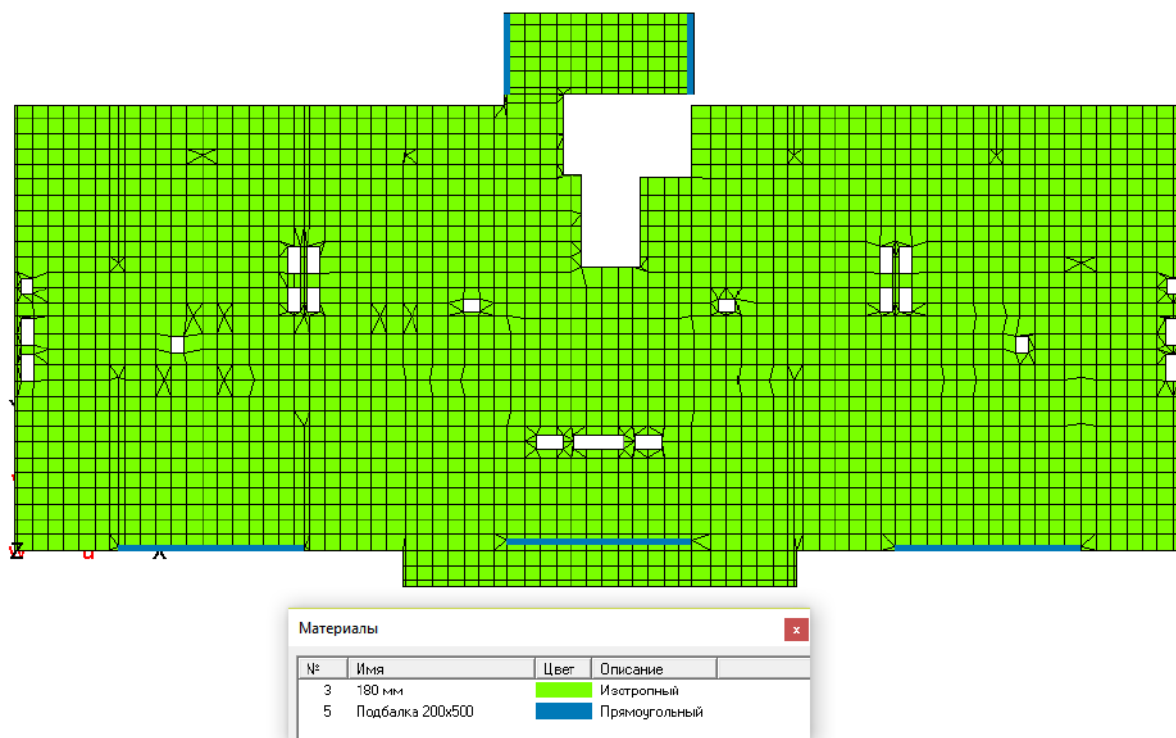 Z u X
Материалы
№ Имя Цвет Описание
3 180 мм Изотропный
5 Подбалка 200x500 Прямоугольный